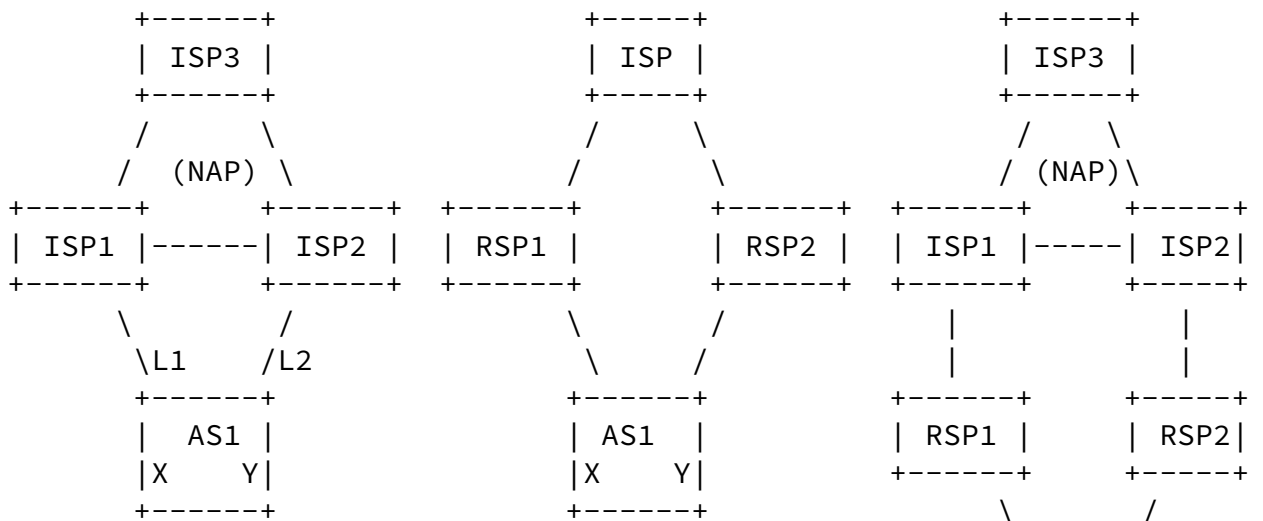 +------+ +-----+ +------+
| ISP3 | | ISP | | ISP3 |
+------+ +-----+ +------+
/ \ / \ / \
/ (NAP) \ / \ / (NAP)\
+------+ +------+ +------+ +------+ +------+ +-----+
| ISP1 |------| ISP2 | | RSP1 | | RSP2 | | ISP1 |-----| ISP2|
+------+ +------+ +------+ +------+ +------+ +-----+
\ / \ / | |
\L1 /L2 \ / | |
+------+ +------+ +------+ +-----+
| AS1 | | AS1 | | RSP1 | | RSP2|
|X Y| |X Y| +------+ +-----+
+------+ +------+ \ /